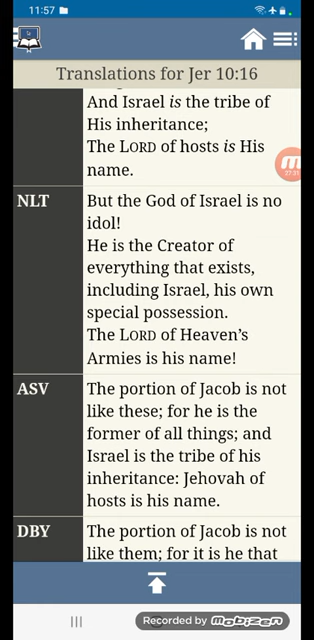 11:57
Translations for Jer 10:16
And Israel is the tribe of
His inheritance;
The LORD of hosts is His
name.
27:21
NLT
But the God of Israel is no
idol!
He is the Creator of
everything that exists,
including Israel, his own
special possession.
The LORD of Heaven’s
Armies is his name!
ASV
The portion of Jacob is not
like these; for he is the
former of all things; and
Israel is the tribe of his
inheritance: Jehovah of
hosts is his name.
DBY
The portion of Jacob is not
like them; for it is he that
Recorded by mobizen